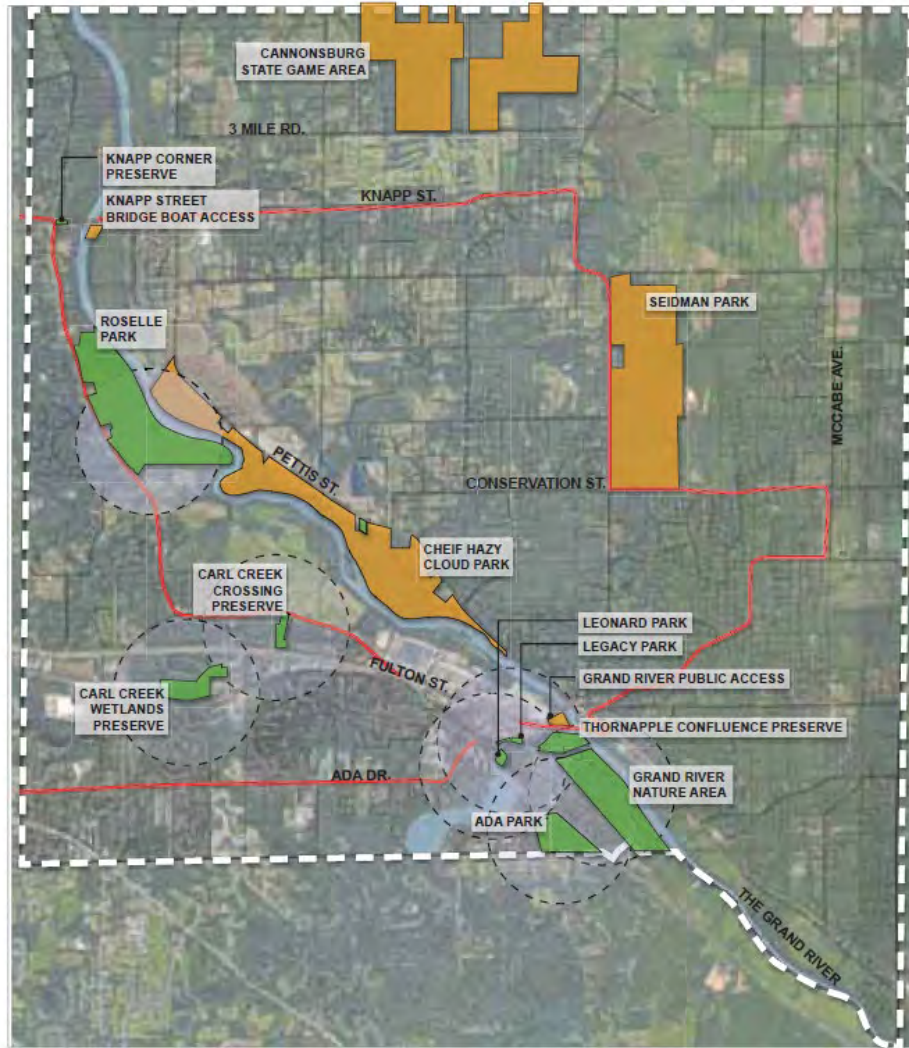 CANNONSBURG
STATE GAME AREA
3 MILE RD.
KNAPP CORNER
PRESERVE
KNAPP STREET
BRIDGE BOAT ACCESS
KNAPP ST.
SEIDMAN PARK
ROSELLE
PARK
MCCABE AVE.
PETTIS ST.
CONSERVATION ST.
CHEIF HAZY
CLOUD PARK
CARL CREEK
CROSSING
PRESERVE
LEONARD PARK
LEGACY PARK
FULTON ST.
GRAND RIVER PUBLIC ACCESS
CARL CREEK
WETLANDS
PRESERVE
THORNAPPLE CONFLUENCE PRESERVE
ADA DR.
GRAND RIVER
NATURE AREA
ADA PARK
THE GRAND RIVER